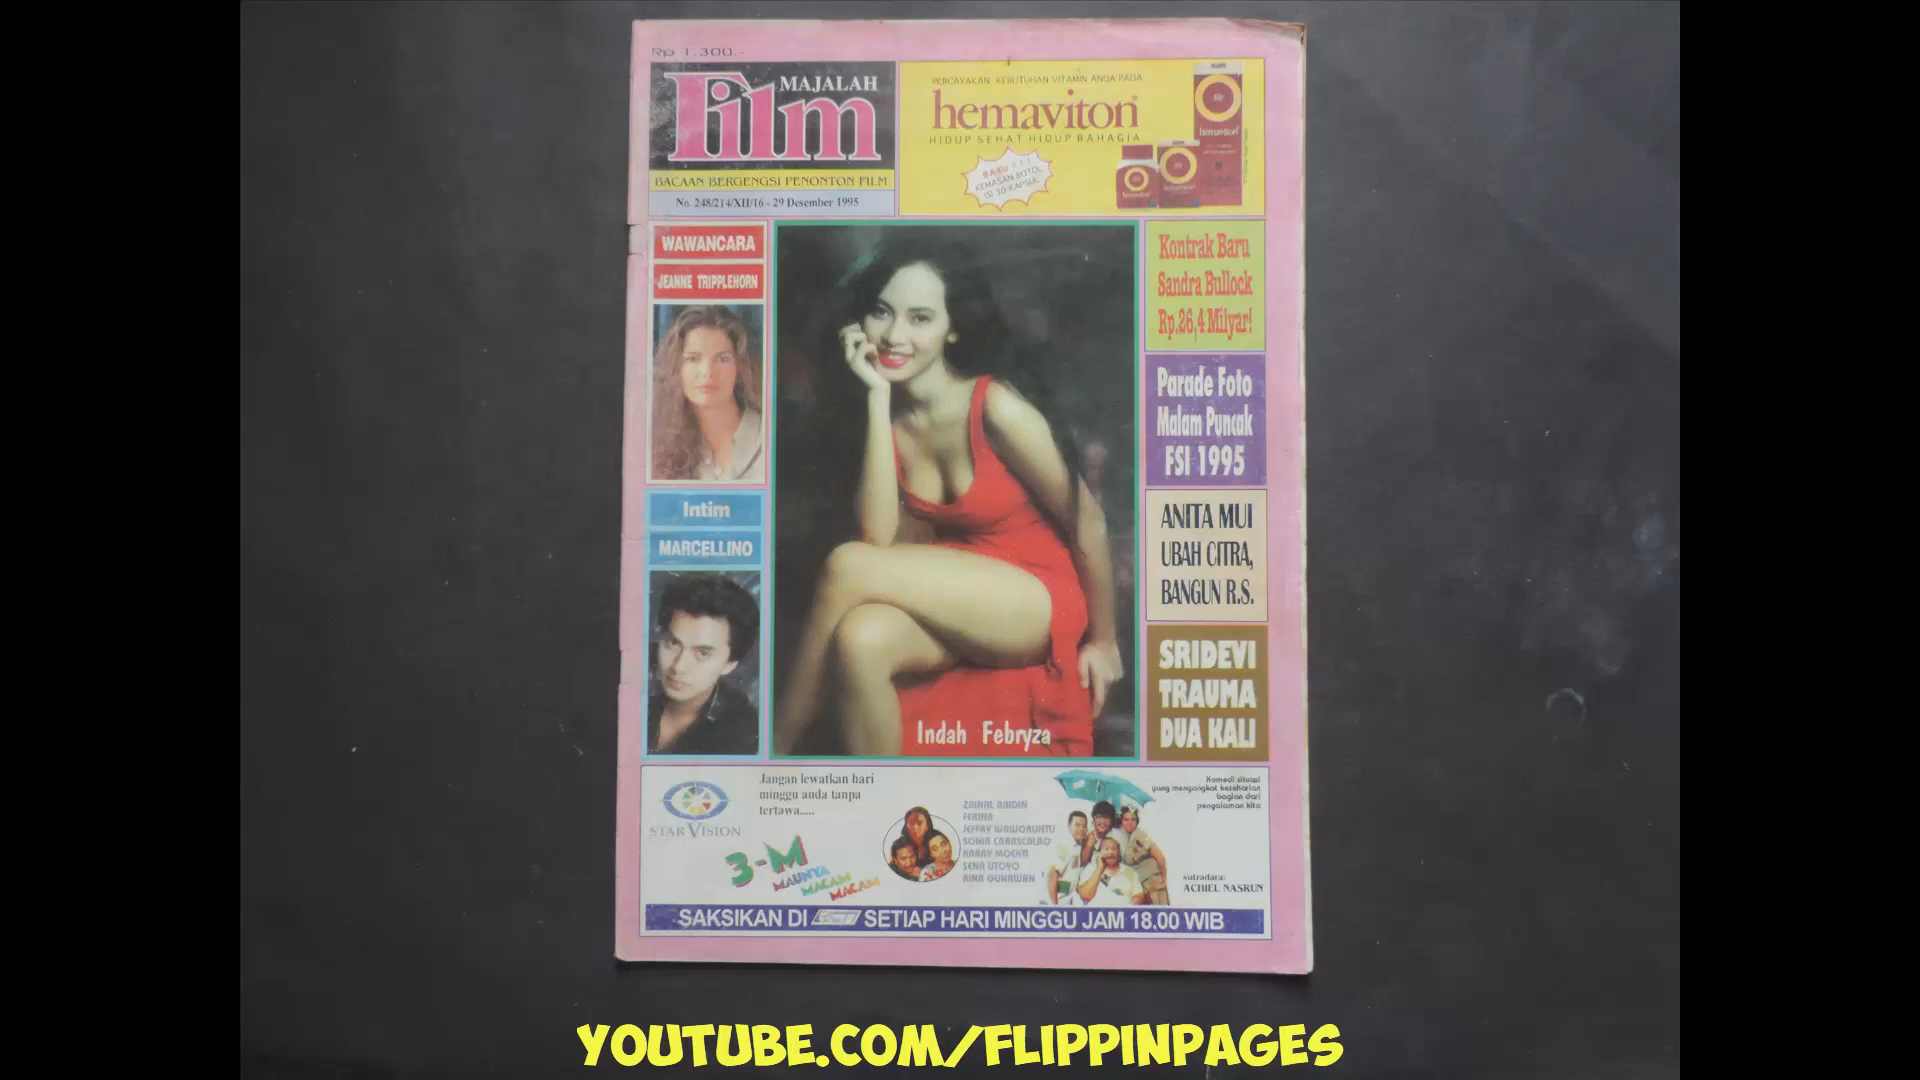 Rp 1.300.-
MAJALAH
Film
BACAAN BERGENGSI PENONTON FILM
No. 248/214/XII/16 - 29 Desember 1995
PERCAYAKAN KEBUTUHAN VITAMIN ANDA PADA
hemaviton®
HIDUP SEHAT HIDUP BAHAGIA
BARU ! ! !
KEMASAN BOTOL
ISI 30 KAPSUL
hemaviton
WAWANCARA
JEANNE TRIPPLEHORN
Intim
MARCELLINO
Indah Febryza
Kontrak Baru
Sandra Bullock
Rp.26,4 Milyar!
Parade Foto
Malam Puncak
FSI 1995
ANITA MUI
UBAH CITRA,
BANGUN R.S.
SRIDEVI
TRAUMA
DUA KALI
STARVISION
Jangan lewatkan hari
minggu anda tanpa
tertawa.....
3-M
MAUNYA
MACAM
MACAM
ZAINAL ABIDIN
FERINA
JEFFRY WAWORUNTU
SONIA CARASCALAO
HARRY MOEKTI
SENA UTOYO
RINA GUNAWAN
Komedi situasi
yang mengangkat keseharian
bagian dari
pengalaman kita
sutradara:
ACHIEL NASRUN
SAKSIKAN DI SETIAP HARI MINGGU JAM 18.00 WIB
YOUTUBE.COM/FLIPPINPAGES